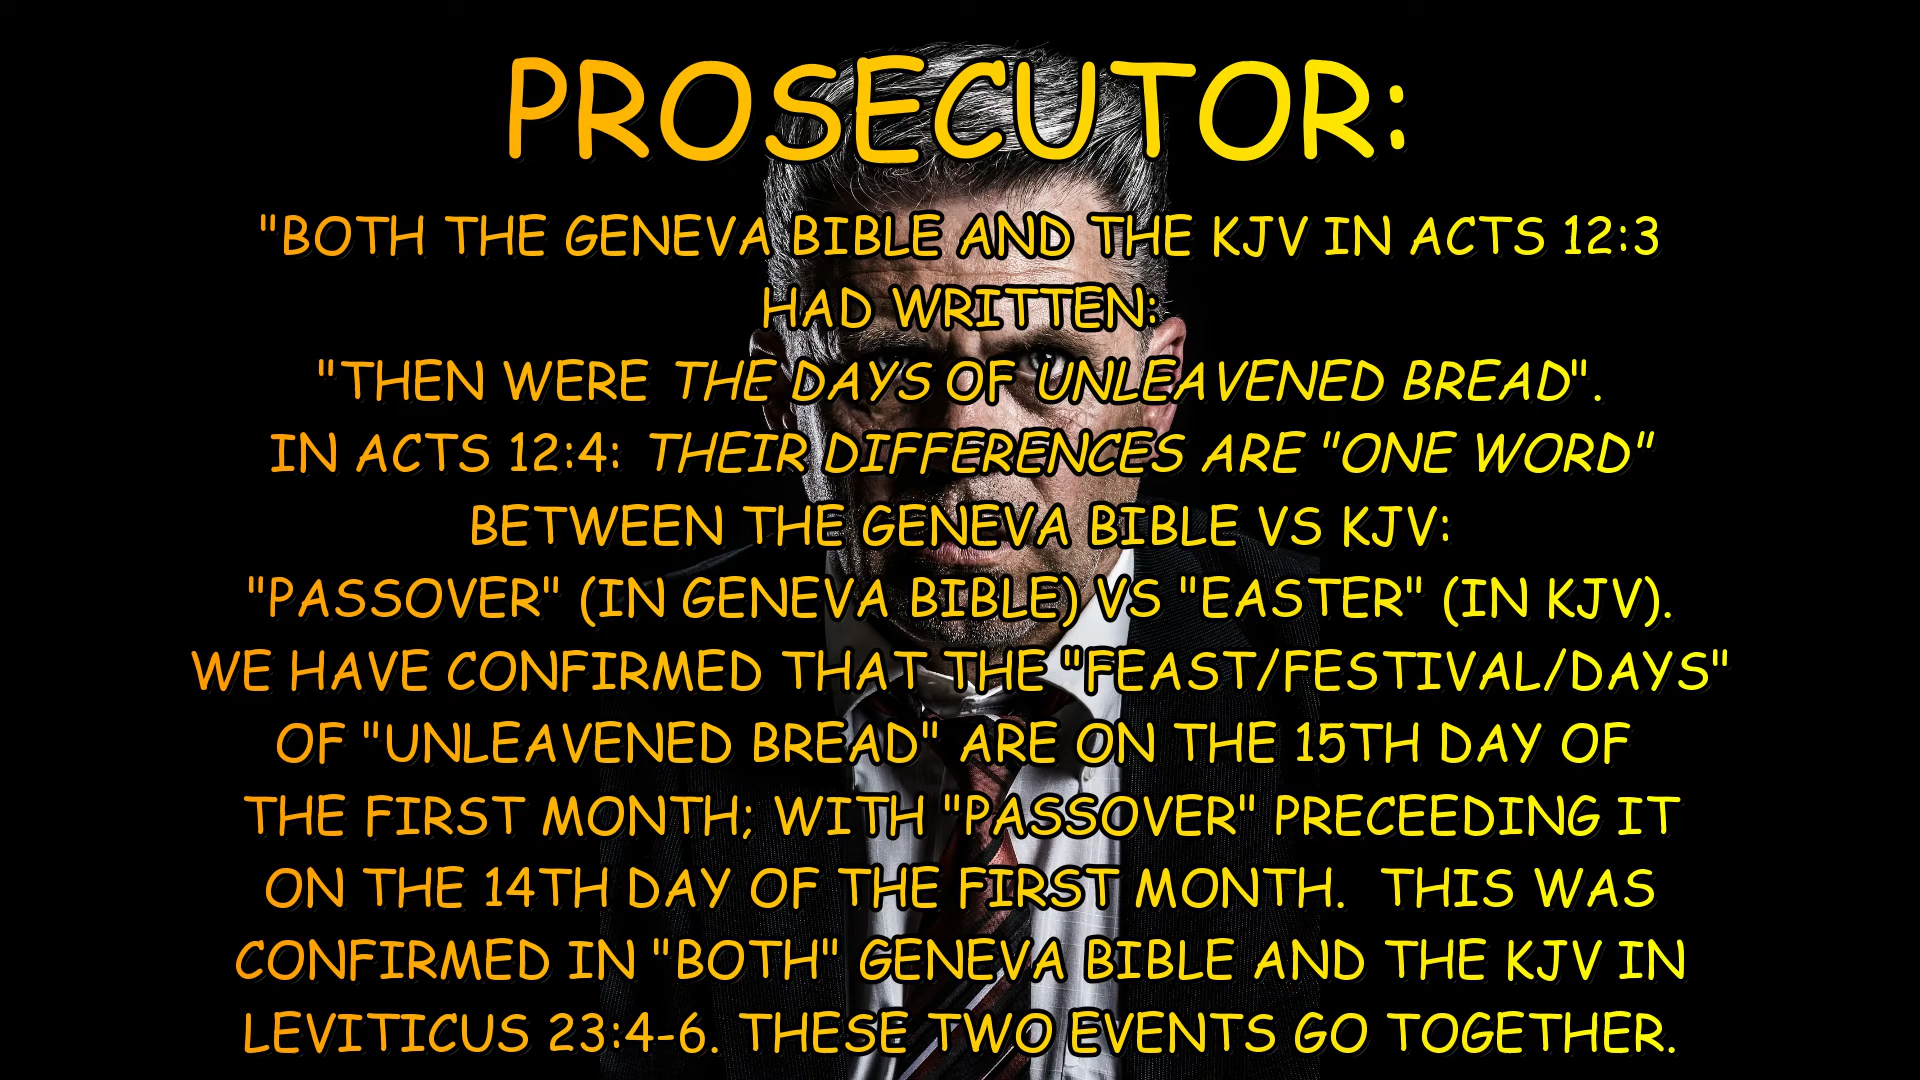 PROSECUTOR:
"BOTH THE GENEVA BIBLE AND THE KJV IN ACTS 12:3
HAD WRITTEN:
"THEN WERE THE DAYS OF UNLEAVENED BREAD".
IN ACTS 12:4: THEIR DIFFERENCES ARE "ONE WORD"
BETWEEN THE GENEVA BIBLE VS KJV:
"PASSOVER" (IN GENEVA BIBLE) VS "EASTER" (IN KJV).
WE HAVE CONFIRMED THAT THE "FEAST/FESTIVAL/DAYS"
OF "UNLEAVENED BREAD" ARE ON THE 15TH DAY OF
THE FIRST MONTH; WITH "PASSOVER" PRECEEDING IT
ON THE 14TH DAY OF THE FIRST MONTH. THIS WAS
CONFIRMED IN "BOTH" GENEVA BIBLE AND THE KJV IN
LEVITICUS 23:4-6. THESE TWO EVENTS GO TOGETHER.